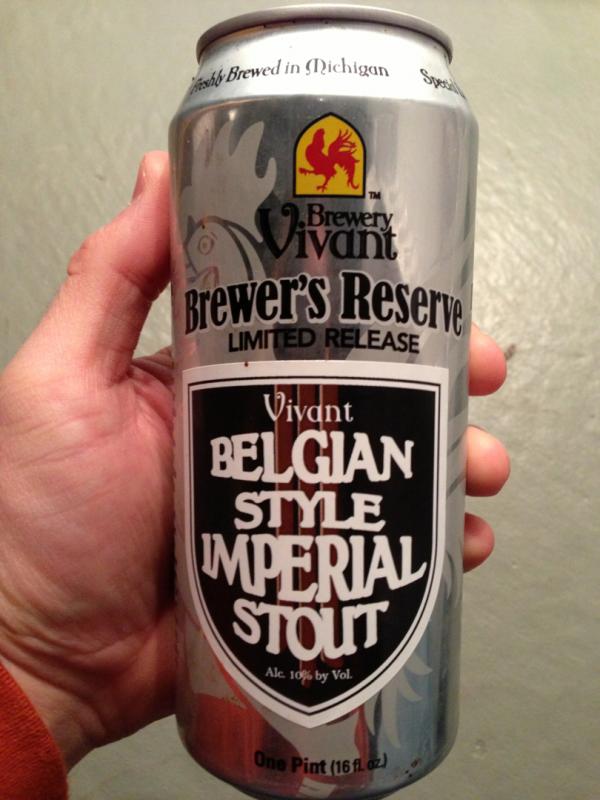 Freshly Brewed in Michigan
Brewery
Vivant
TM
Brewer's Reserve
LIMITED RELEASE
Vivant
BELGIAN
STYLE
IMPERIAL
STOUT
Alc. 10% by Vol.
One Pint (16 fl. oz.)